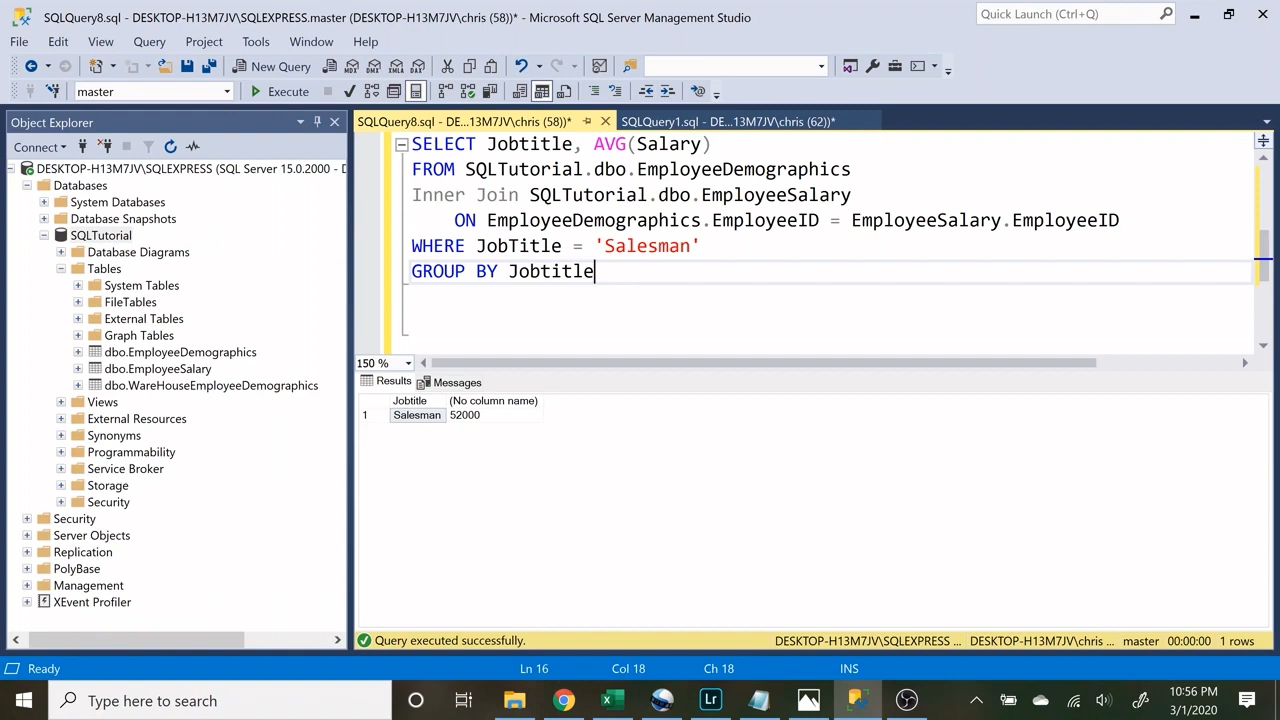 SQLQuery8.sql - DESKTOP-H13M7JV\SQLEXPRESS.master (DESKTOP-H13M7JV\chris (58))* - Microsoft SQL Server Management Studio
Quick Launch (Ctrl+Q)
File Edit View Query Project Tools Window Help
New Query
MDX DMX XMLA DAX
master
Execute
Object Explorer
SQLQuery8.sql - DE...13M7JV\chris (58))*
SQLQuery1.sql - DE...13M7JV\chris (62))*
Connect
DESKTOP-H13M7JV\SQLEXPRESS (SQL Server 15.0.2000 - D
Databases
System Databases
Database Snapshots
SQLTutorial
Database Diagrams
Tables
System Tables
FileTables
External Tables
Graph Tables
dbo.EmployeeDemographics
dbo.EmployeeSalary
dbo.WareHouseEmployeeDemographics
Views
External Resources
Synonyms
Programmability
Service Broker
Storage
Security
Security
Server Objects
Replication
PolyBase
Management
XEvent Profiler
SELECT Jobtitle, AVG(Salary)
FROM SQLTutorial.dbo.EmployeeDemographics
Inner Join SQLTutorial.dbo.EmployeeSalary
ON EmployeeDemographics.EmployeeID = EmployeeSalary.EmployeeID
WHERE JobTitle = 'Salesman'
GROUP BY Jobtitle
150 %
Results Messages
Jobtitle (No column name)
1 Salesman 52000
Query executed successfully.
DESKTOP-H13M7JV\SQLEXPRESS ... DESKTOP-H13M7JV\chris ... master 00:00:00 1 rows
Ready Ln 16 Col 18 Ch 18 INS
Type here to search
Lr
10:56 PM
3/1/2020